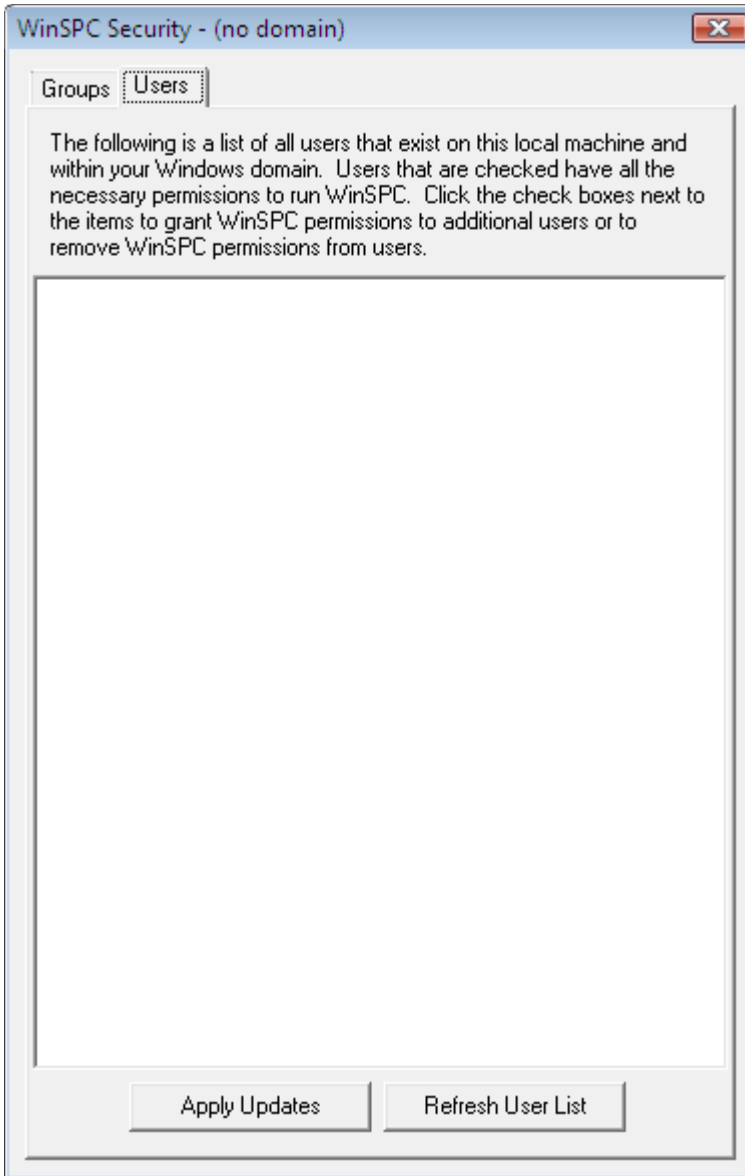 WinSPC Security - (no domain)
Groups Users
The following is a list of all users that exist on this local machine and
within your Windows domain.  Users that are checked have all the
necessary permissions to run WinSPC.  Click the check boxes next to
the items to grant WinSPC permissions to additional users or to
remove WinSPC permissions from users.
Apply Updates Refresh User List